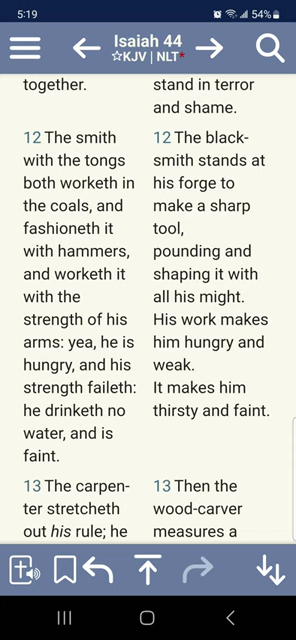 5:19
54%
Isaiah 44
☆KJV | NLT*
together.
12 The smith
with the tongs
both worketh in
the coals, and
fashioneth it
with hammers,
and worketh it
with the
strength of his
arms: yea, he is
hungry, and his
strength faileth:
he drinketh no
water, and is
faint.
13 The carpen-
ter stretcheth
out his rule; he
stand in terror
and shame.
12 The black-
smith stands at
his forge to
make a sharp
tool,
pounding and
shaping it with
all his might.
His work makes
him hungry and
weak.
It makes him
thirsty and faint.
13 Then the
wood-carver
measures a